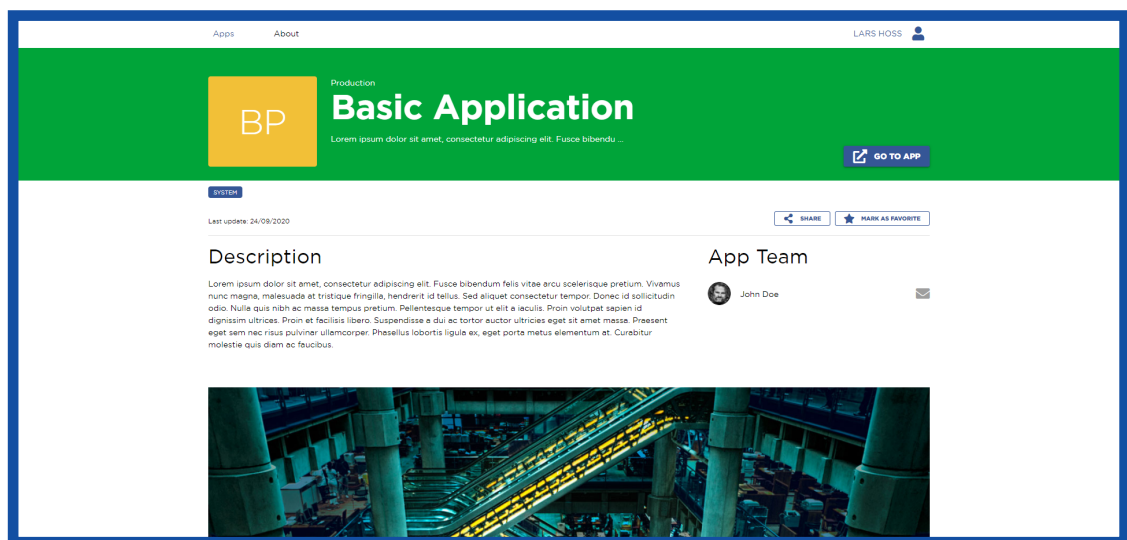 Apps About LARS HOSS
Production
BP
Basic Application
Lorem ipsum dolor sit amet, consectetur adipiscing elit. Fusce bibendu ...
GO TO APP
SYSTEM
Last update: 24/09/2020
SHARE MARK AS FAVORITE
Description
Lorem ipsum dolor sit amet, consectetur adipiscing elit. Fusce bibendum felis vitae arcu scelerisque pretium. Vivamus
nunc magna, malesuada at tristique fringilla, hendrerit id tellus. Sed aliquet consectetur tempor. Donec id sollicitudin
odio. Nulla quis nibh ac massa tempus pretium. Pellentesque tempor ut elit a iaculis. Proin volutpat sapien id
dignissim ultrices. Proin et facilisis libero. Suspendisse a dui ac tortor auctor ultricies eget sit amet massa. Praesent
eget sem nec risus pulvinar ullamcorper. Phasellus lobortis ligula ex, eget porta metus elementum at. Curabitur
molestie quis diam ac faucibus.
App Team
John Doe